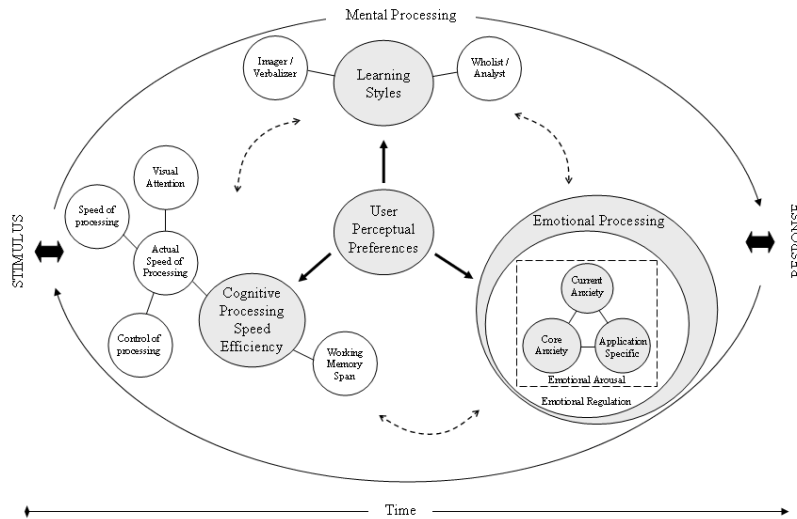 Mental Processing
Imager /
Verbalizer
Learning
Styles
Wholist /
Analyst
Visual
Attention
Speed of
processing
Actual
Speed of
Processing
Control of
processing
User
Perceptual
Preferences
Cognitive
Processing
Speed
Efficiency
Working
Memory
Span
Emotional Processing
Current
Anxiety
Core
Anxiety
Application
Specific
Emotional Arousal
Emotional Regulation
STIMULUS
RESPONSE
Time